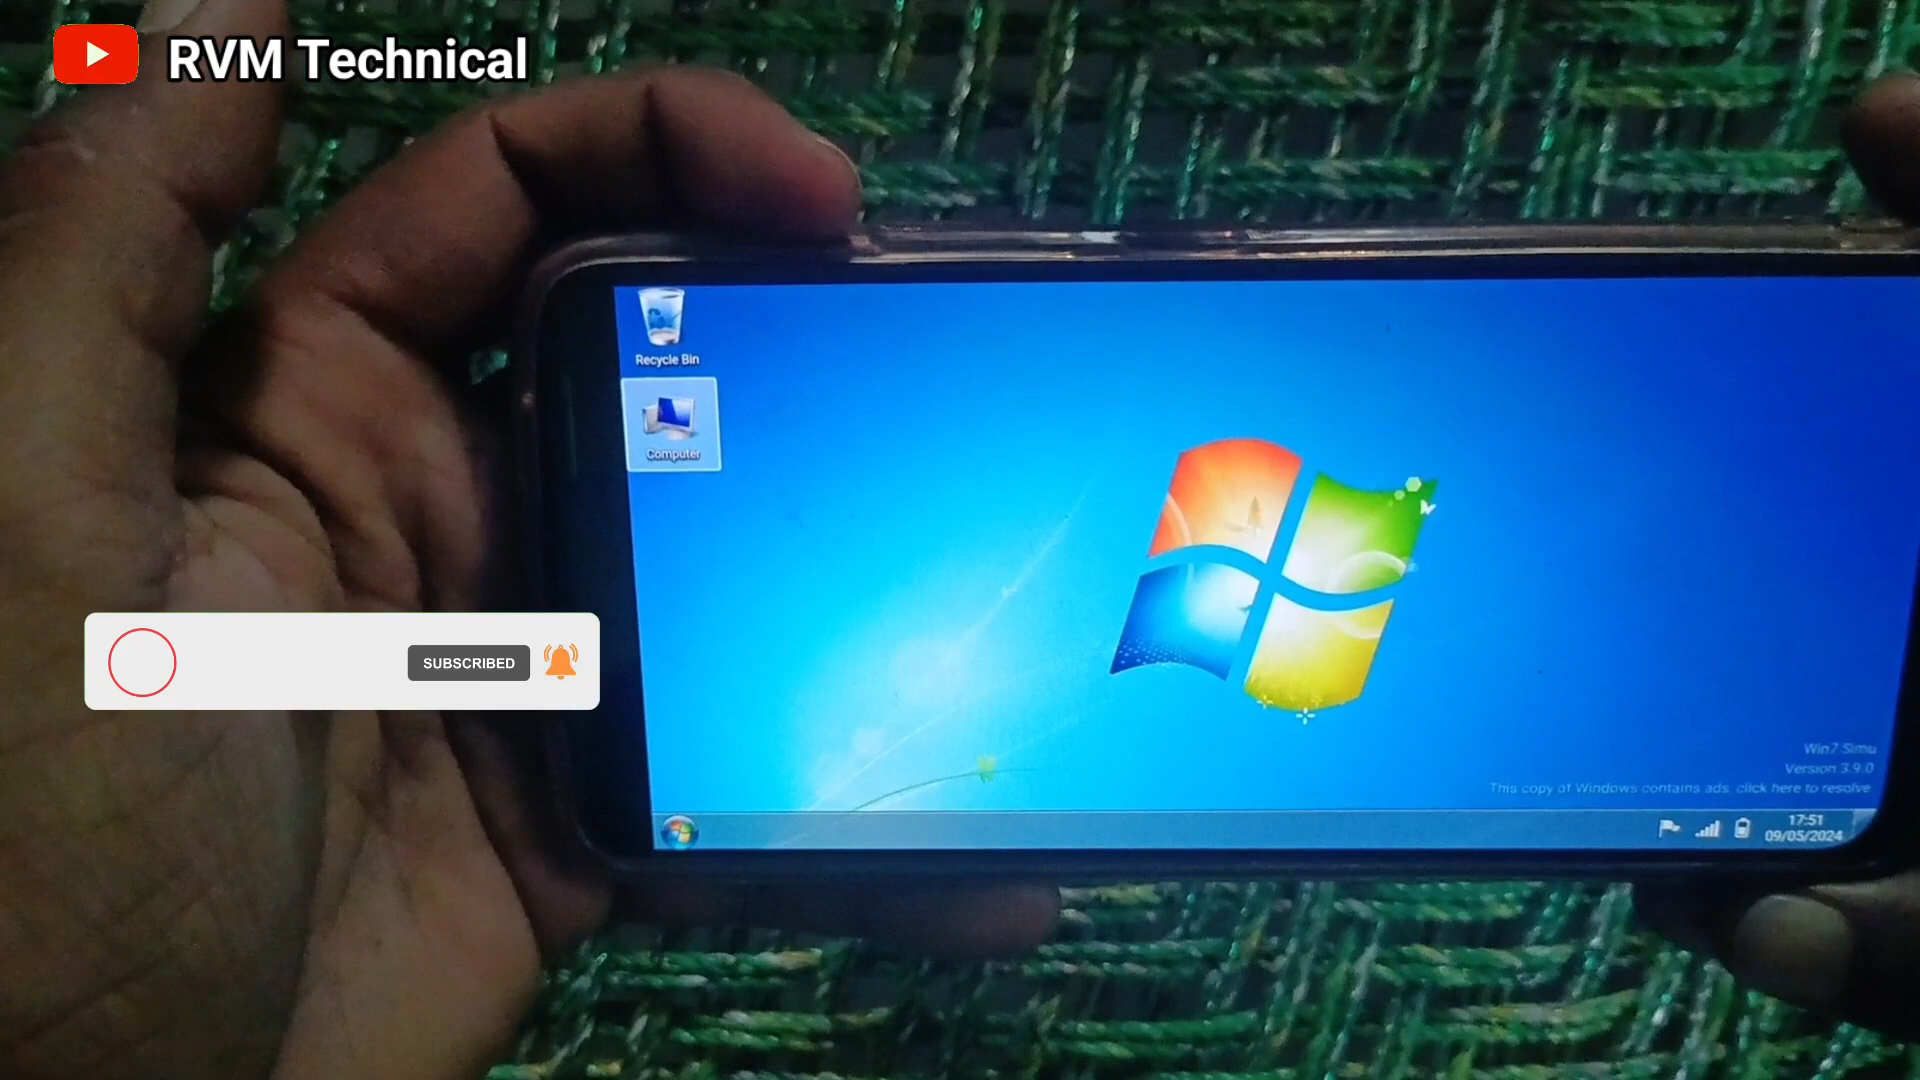 RVM Technical
Recycle Bin
Computer
SUBSCRIBED
Win7 Simu
Version 3.9.0
This copy of Windows contains ads, click here to resolve
17:51
09/05/2024